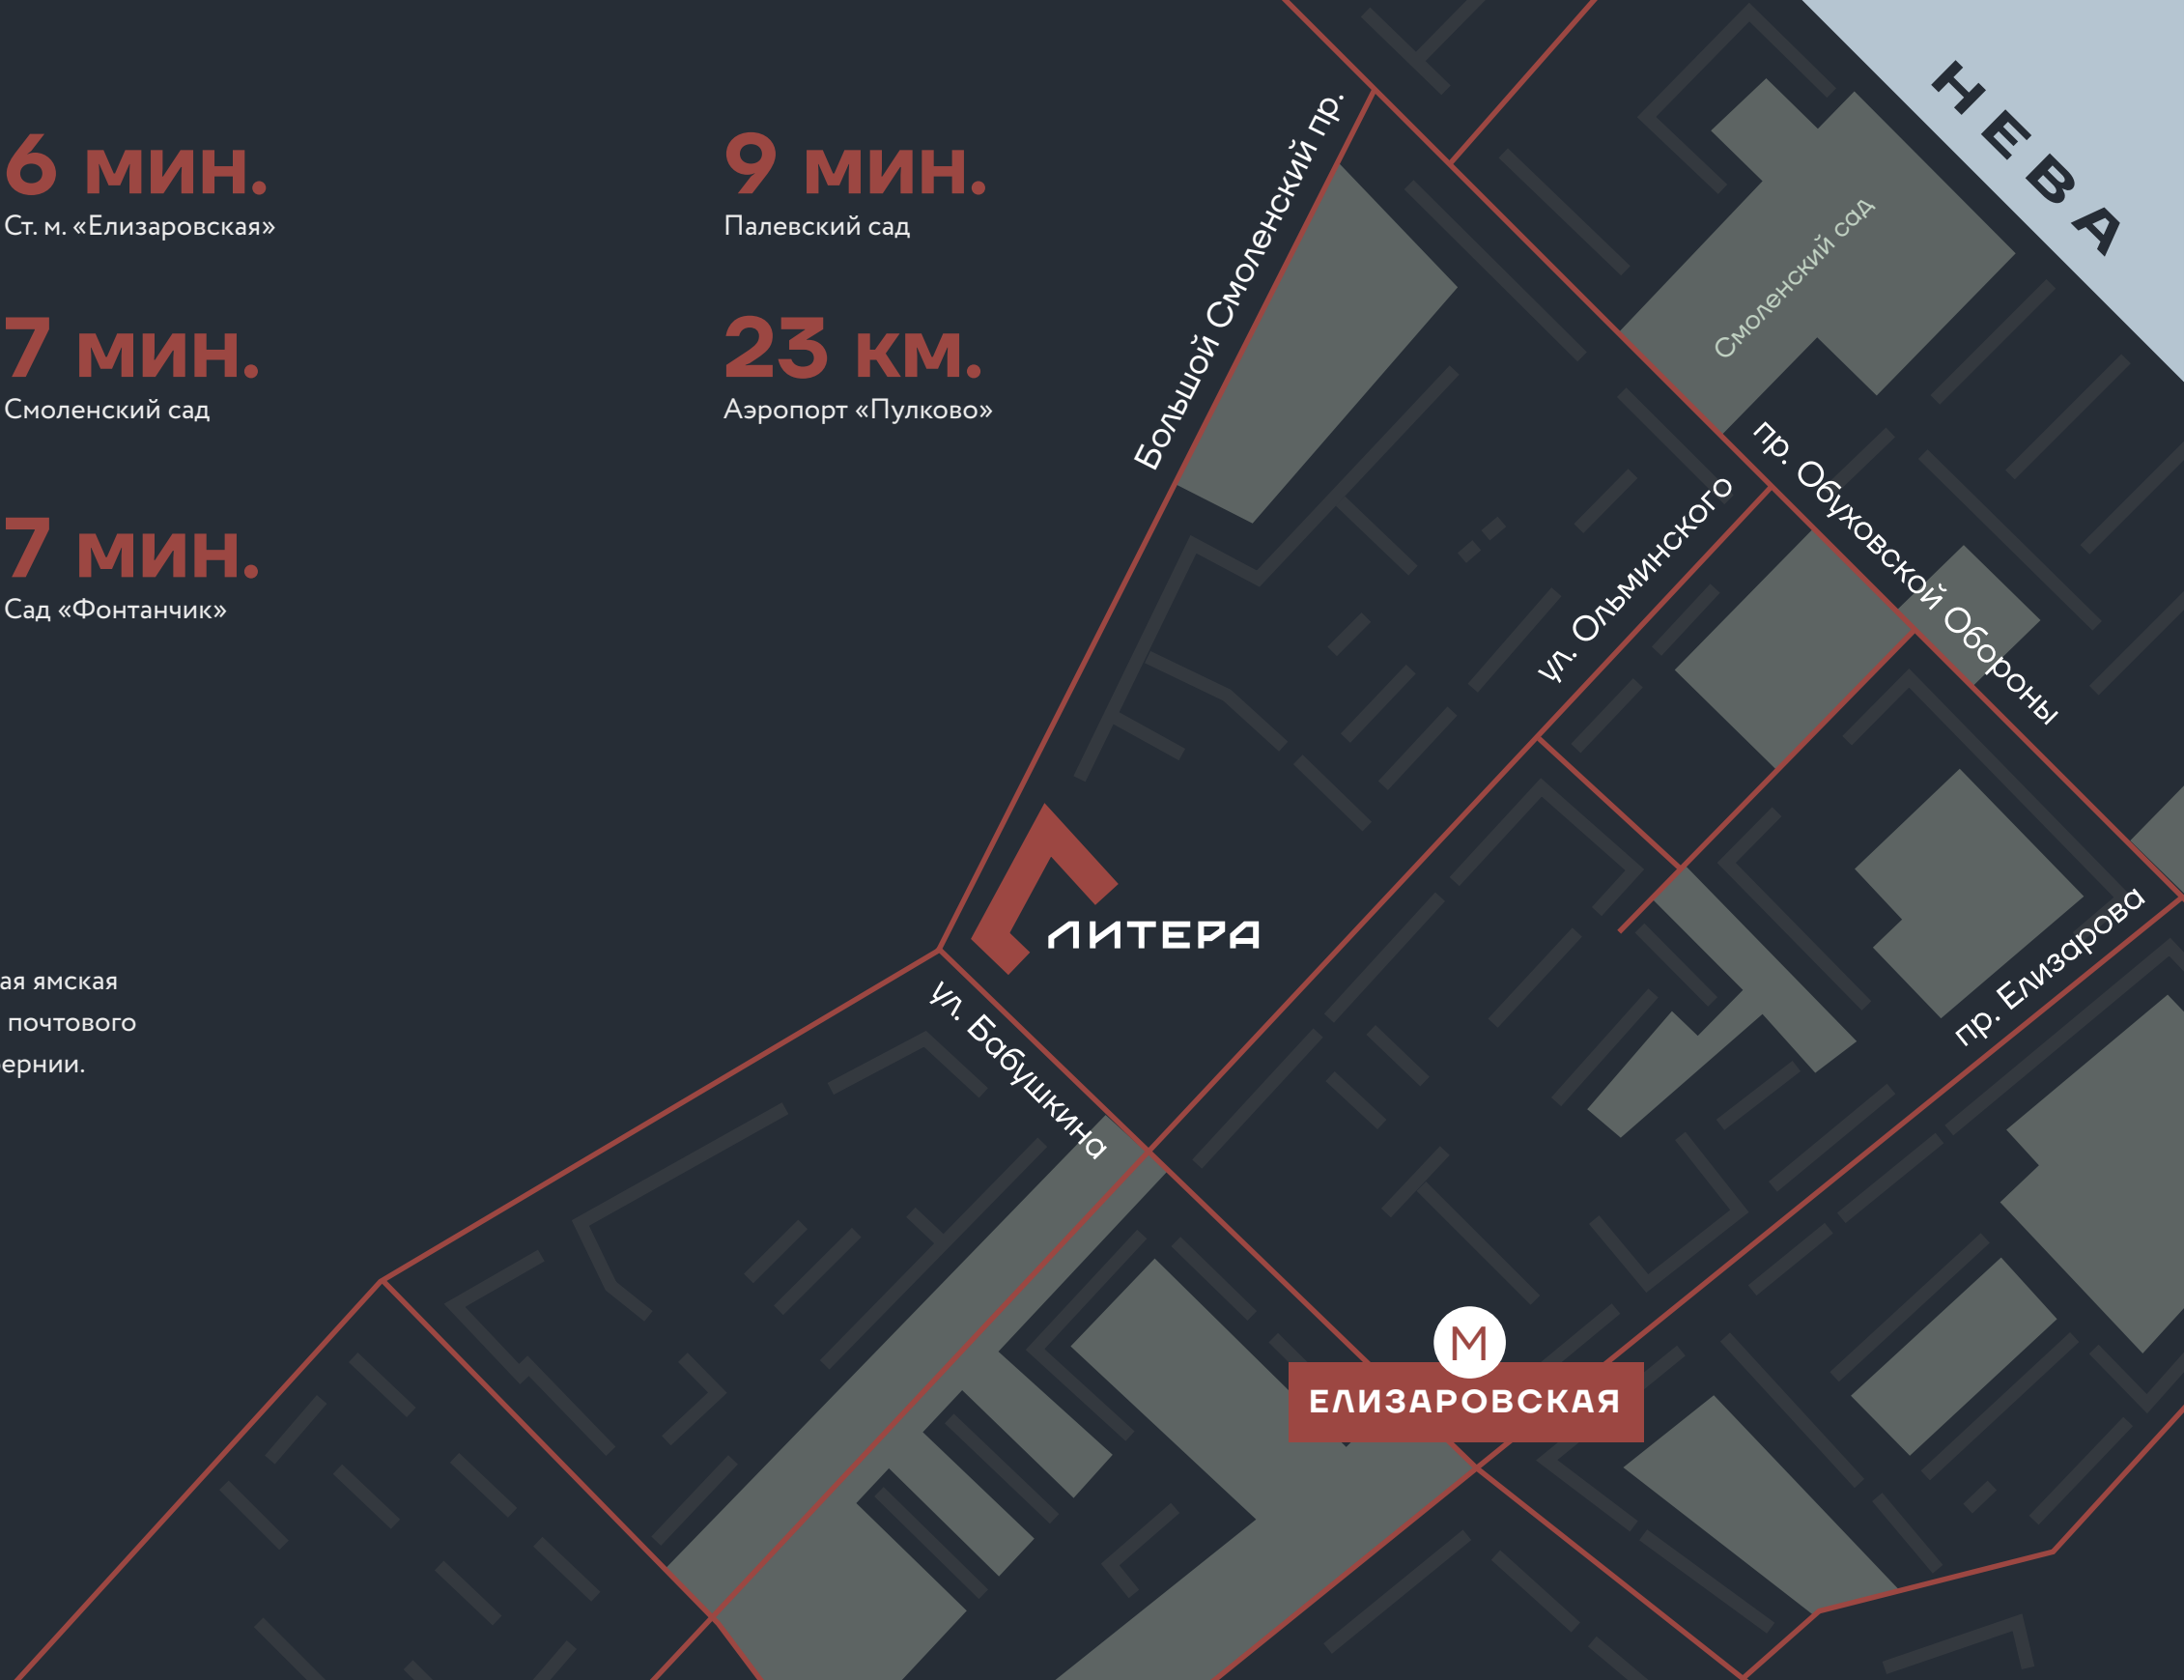 6 мин.
Ст. м. «Елизаровская»
7 мин.
Смоленский сад
7 мин.
Сад «Фонтанчик»
9 мин.
Палевский сад
23 км.
Аэропорт «Пулково»
ямская
почтового
НЕВА
Большой Смоленский пр.
Смоленский сад
пр. Обуховской Обороны
ул. Ольминского
ЛИТЕРА
пр. Елизарова
ул. Бабушкина
М
ЕЛИЗАРОВСКАЯ